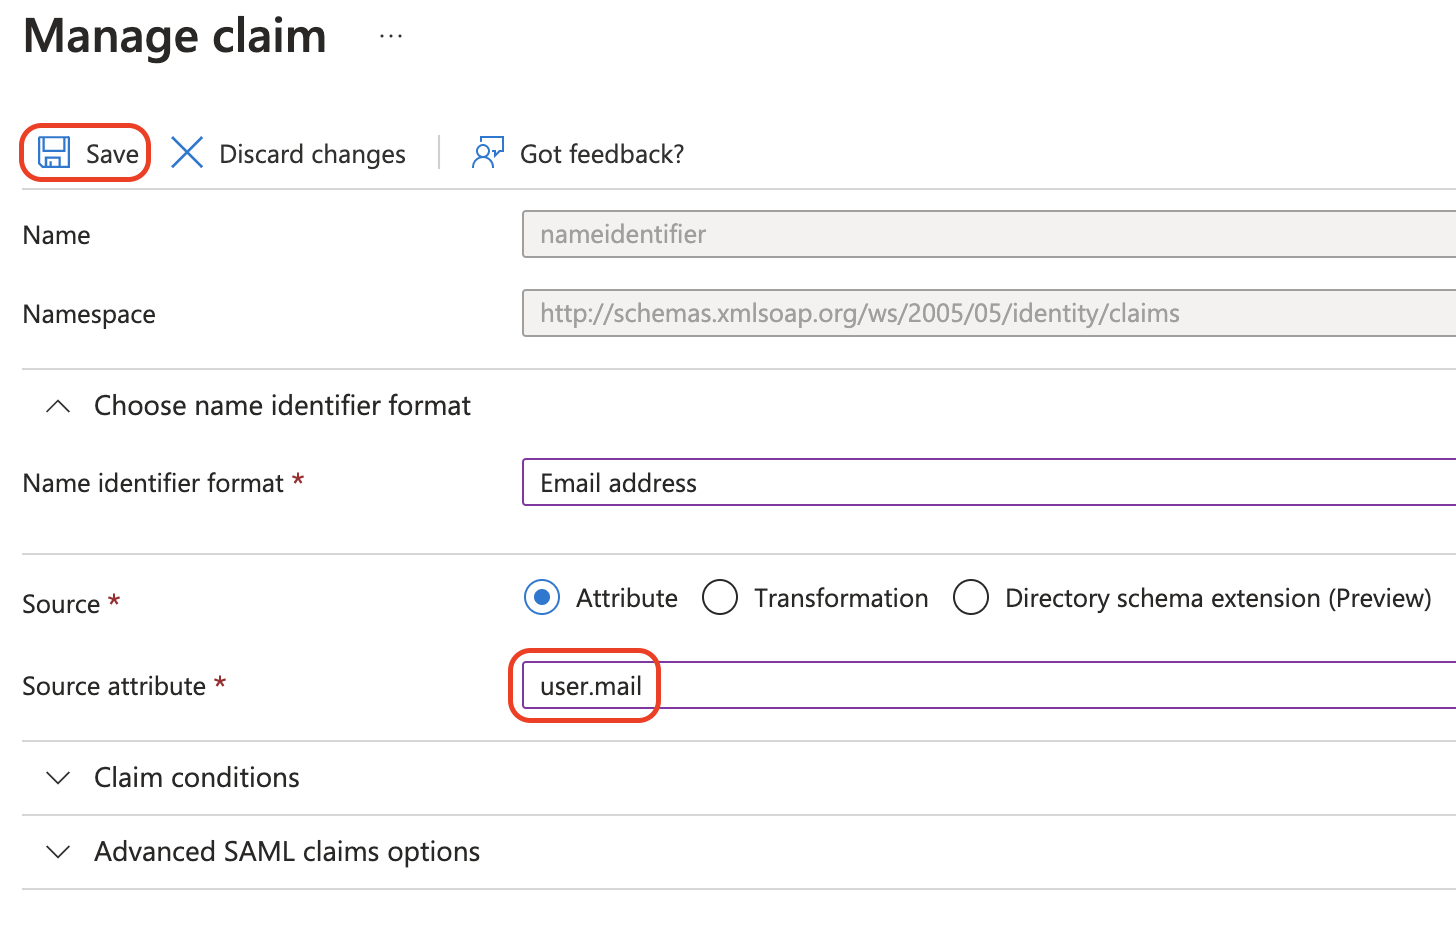 Manage claim ...
Save Discard changes Got feedback?
Name nameidentifier
Namespace http://schemas.xmlsoap.org/ws/2005/05/identity/claims
Choose name identifier format
Name identifier format * Email address
Source * Attribute Transformation Directory schema extension (Preview)
Source attribute * user.mail
Claim conditions
Advanced SAML claims options